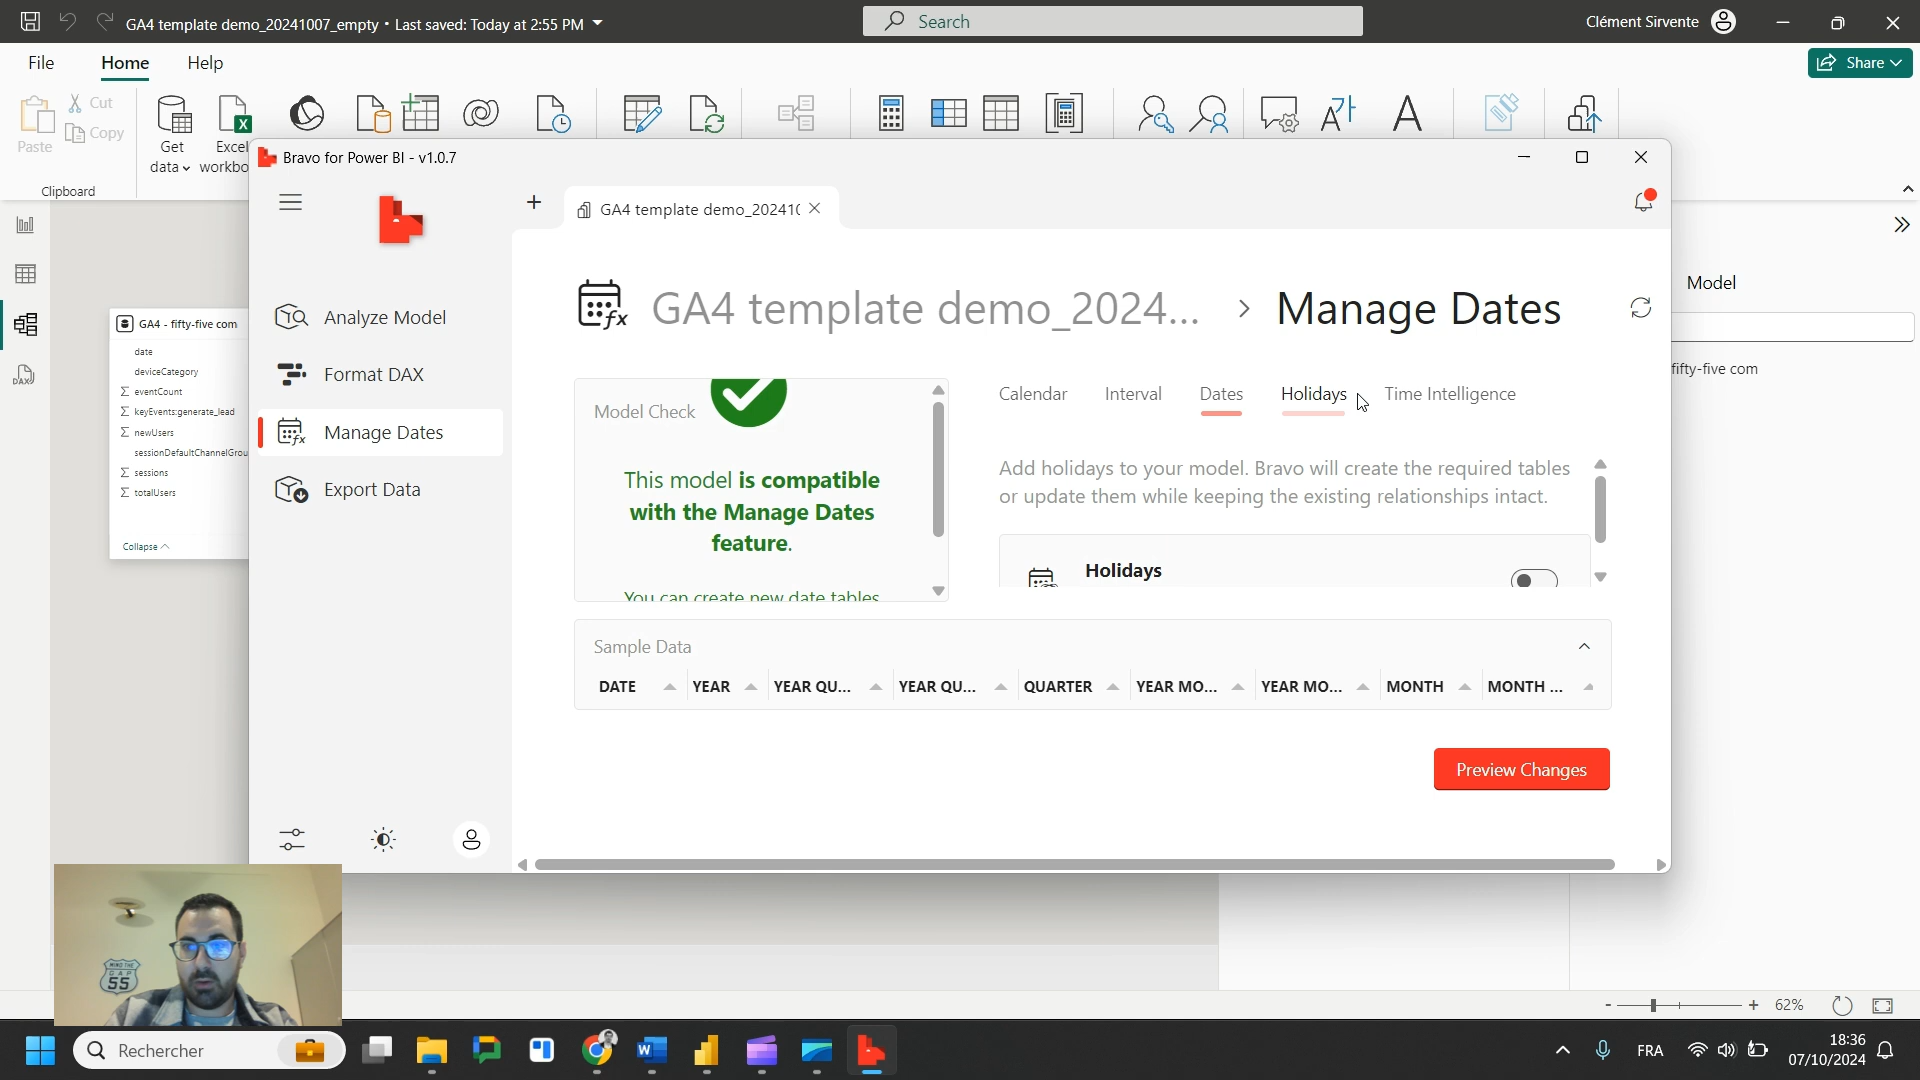 GA4 template demo_20241007_empty • Last saved: Today at 2:55 PM
Search
Clément Sirvente
File
Home
Help
Share
Paste
Cut
Copy
Get data
Excel workbo
Clipboard
Bravo for Power BI - v1.0.7
GA4 template demo_20241(
Analyze Model
Format DAX
Manage Dates
Export Data
GA4 template demo_2024... > Manage Dates
Model Check
This model is compatible
with the Manage Dates
feature.
You can create new date tables
Calendar
Interval
Dates
Holidays
Time Intelligence
Add holidays to your model. Bravo will create the required tables
or update them while keeping the existing relationships intact.
Holidays
Sample Data
DATE
YEAR
YEAR QU...
YEAR QU...
QUARTER
YEAR MO...
YEAR MO...
MONTH
MONTH ...
Preview Changes
GA4 - fifty-five com
date
deviceCategory
eventCount
keyEvents:generate_lead
newUsers
sessionDefaultChannelGrou
sessions
totalUsers
Collapse
DAX
Model
fifty-five com
MIND THE
GAP
55
- + 62%
Rechercher
FRA
18:36
07/10/2024